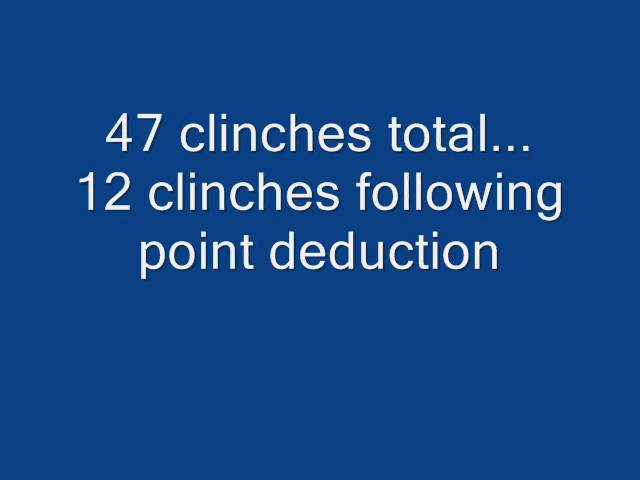 47 clinches total...
12 clinches following
point deduction